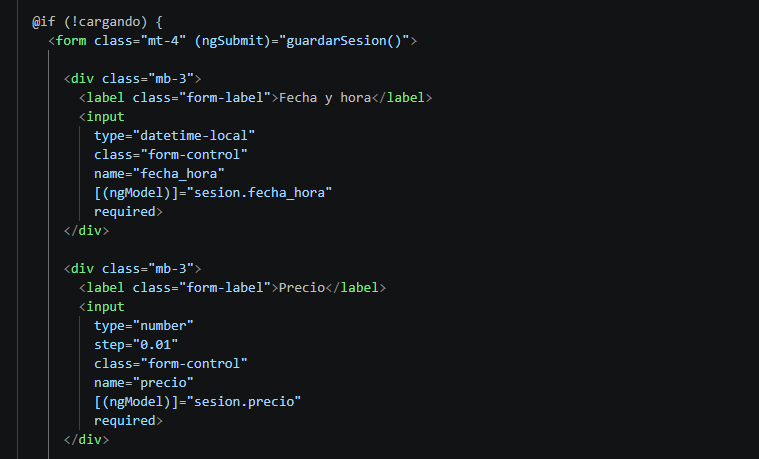 @if (!cargando) {
<form class="mt-4" (ngSubmit)="guardarSesion()">
<div class="mb-3">
<label class="form-label">Fecha y hora</label>
<input
type="datetime-local"
class="form-control"
name="fecha_hora"
[(ngModel)]="sesion.fecha_hora"
required>
</div>
<div class="mb-3">
<label class="form-label">Precio</label>
<input
type="number"
step="0.01"
class="form-control"
name="precio"
[(ngModel)]="sesion.precio"
required>
</div>